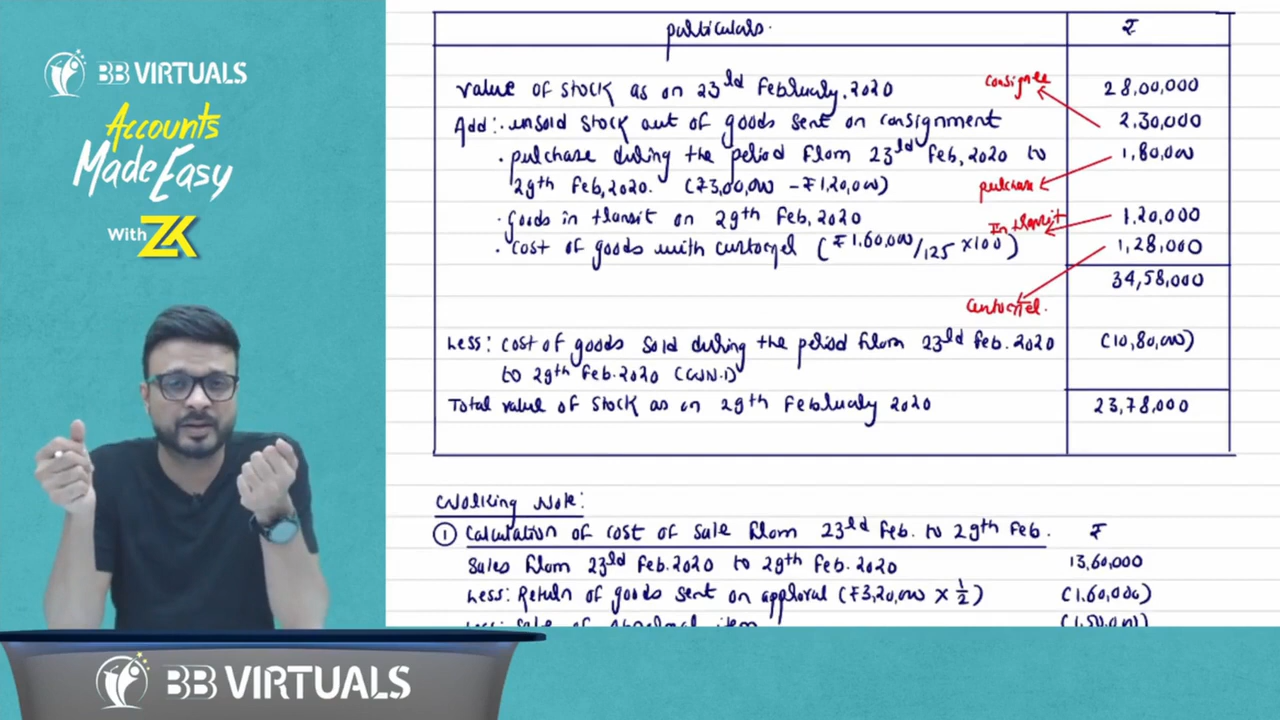 BB VIRTUALS
Accounts
Made Easy
With ZK
particulars. ₹
value of stock as on 23rd February. 2020 28,00,000
consignee
Add: · unsold stock out of goods sent on consignment 2.30,000
· purchase during the period from 23rd Feb, 2020 to 1,80,000
29th Feb, 2020. (₹3,00,000 - ₹1,20,000) purchase
· Goods in transit on 29th Feb, 2020 In transit 1.20,000
· cost of goods with customer (₹1.60,000/125 ×100) 1,28,000
34,58,000
customer.
Less: cost of goods sold during the period from 23rd Feb. 2020 (10,80,000)
to 29th Feb. 2020 (WN.1)
Total value of stock as on 29th February 2020 23,78,000
Working Note:
① Calculation of cost of sale from 23rd Feb. to 29th Feb. ₹
Sales from 23rd Feb. 2020 to 29th Feb. 2020 13,60,000
Less: Return of goods sent on approval (₹3,20,000 × 1/2) (1.60,000)
BB VIRTUALS